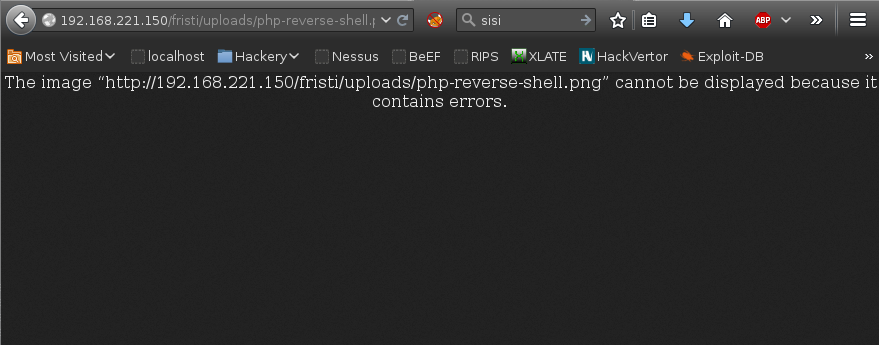 192.168.221.150/fristi/uploads/php-reverse-shell.p
sisi
ABP
Most Visited localhost Hackery Nessus BeEF RIPS XLATE HackVertor Exploit-DB »
The image “http://192.168.221.150/fristi/uploads/php-reverse-shell.png” cannot be displayed because it
contains errors.